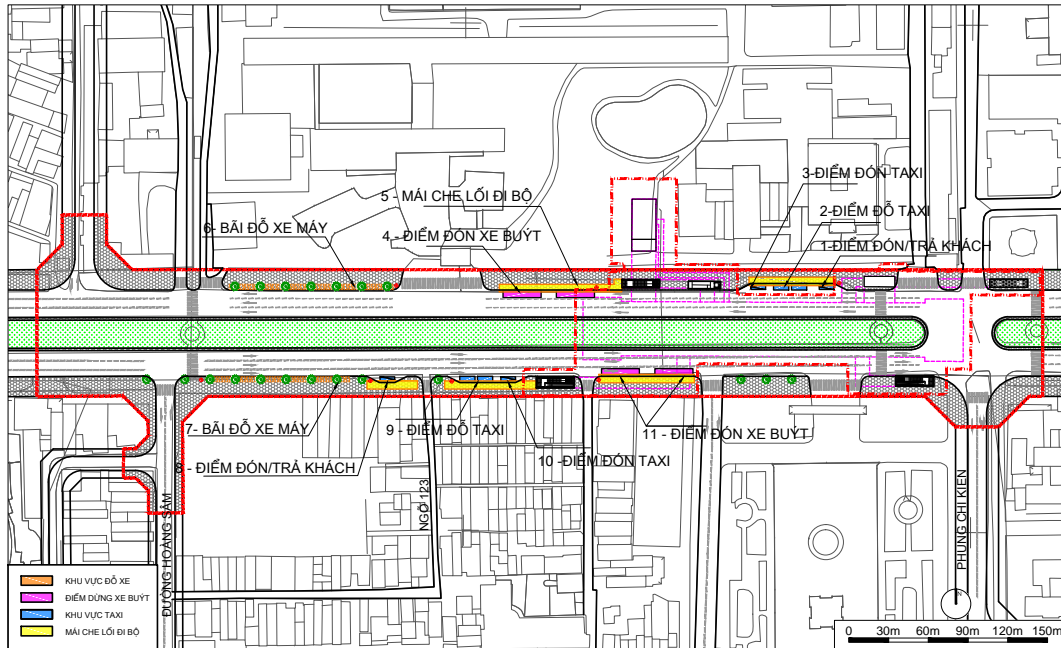 3-ĐIỂM ĐÓN TAXI
5 - MÁI CHE LỐI ĐI BỘ
2-ĐIỂM ĐỖ TAXI
6- BÃI ĐỖ XE MÁY
4 - ĐIỂM ĐÓN XE BUÝT
1-ĐIỂM ĐÓN/TRẢ KHÁCH
7- BÃI ĐỖ XE MÁY
9 - ĐIỂM ĐỖ TAXI
11 - ĐIỂM ĐÓN XE BUÝT
8 - ĐIỂM ĐÓN/TRẢ KHÁCH
10 -ĐIỂM ĐÓN TAXI
NGÕ 123
ĐƯỜNG HOÀNG SÂM
PHUNG CHI KIEN
KHU VỰC ĐỖ XE
ĐIỂM DỪNG XE BUÝT
KHU VỰC TAXI
MÁI CHE LỐI ĐI BỘ
0 30m 60m 90m 120m 150m